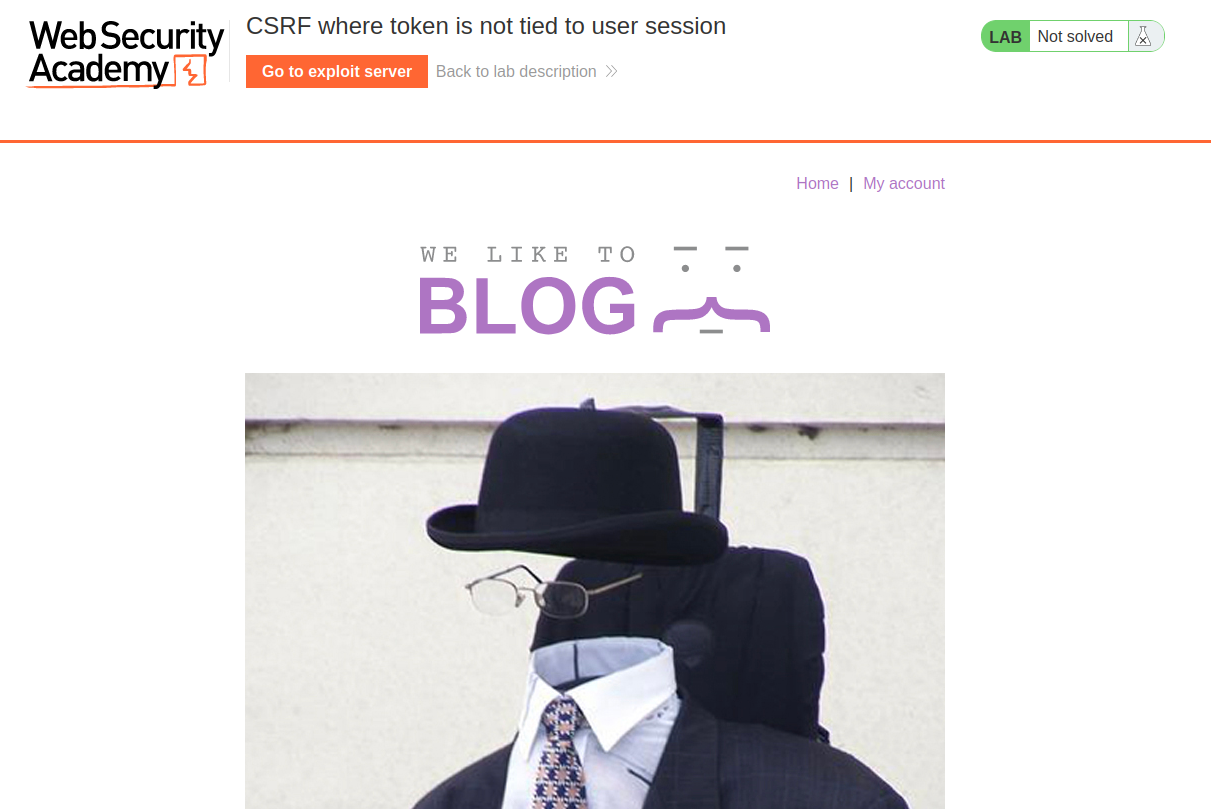 Web Security
Academy
CSRF where token is not tied to user session
Go to exploit server
Back to lab description
LAB
Not solved
Home | My account
WE LIKE TO
BLOG